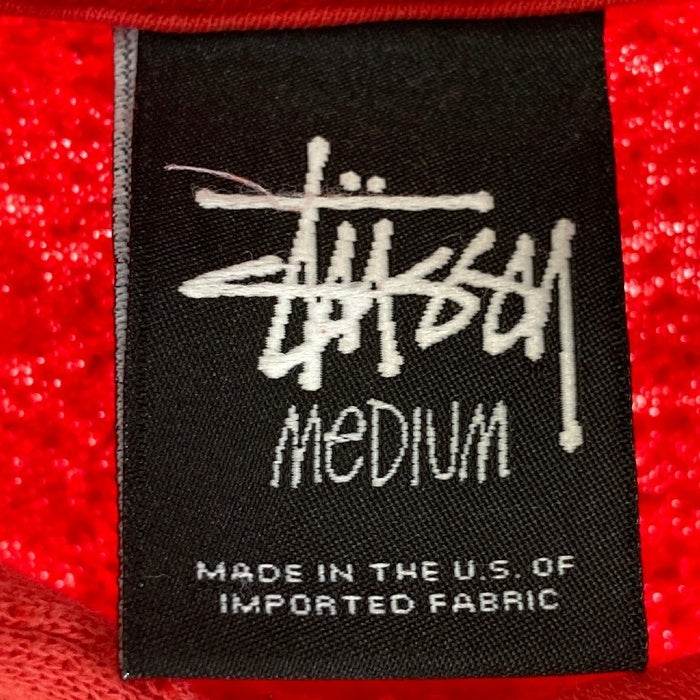 Stüssy
MeDIUM
MADE IN THE U.S. OF
IMPORTED FABRIC